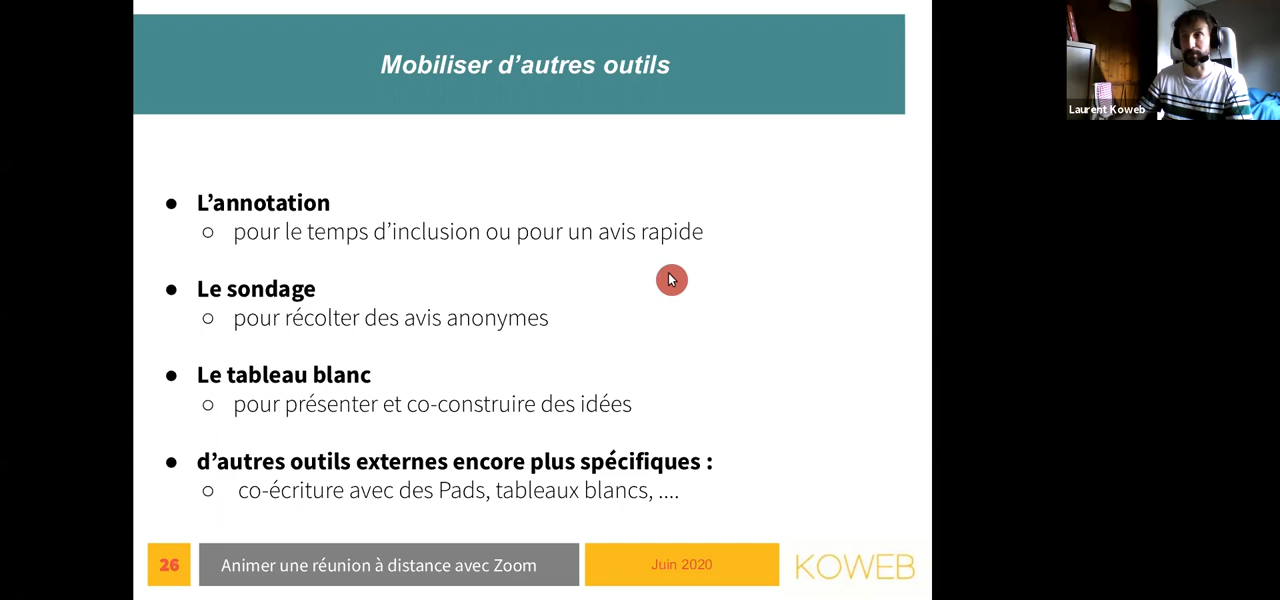 Mobiliser d'autres outils
Laurent Koweb
● L'annotation
○ pour le temps d'inclusion ou pour un avis rapide
● Le sondage
○ pour récolter des avis anonymes
● Le tableau blanc
○ pour présenter et co-construire des idées
● d'autres outils externes encore plus spécifiques :
○ co-écriture avec des Pads, tableaux blancs, ....
26 Animer une réunion à distance avec Zoom Juin 2020 KOWEB